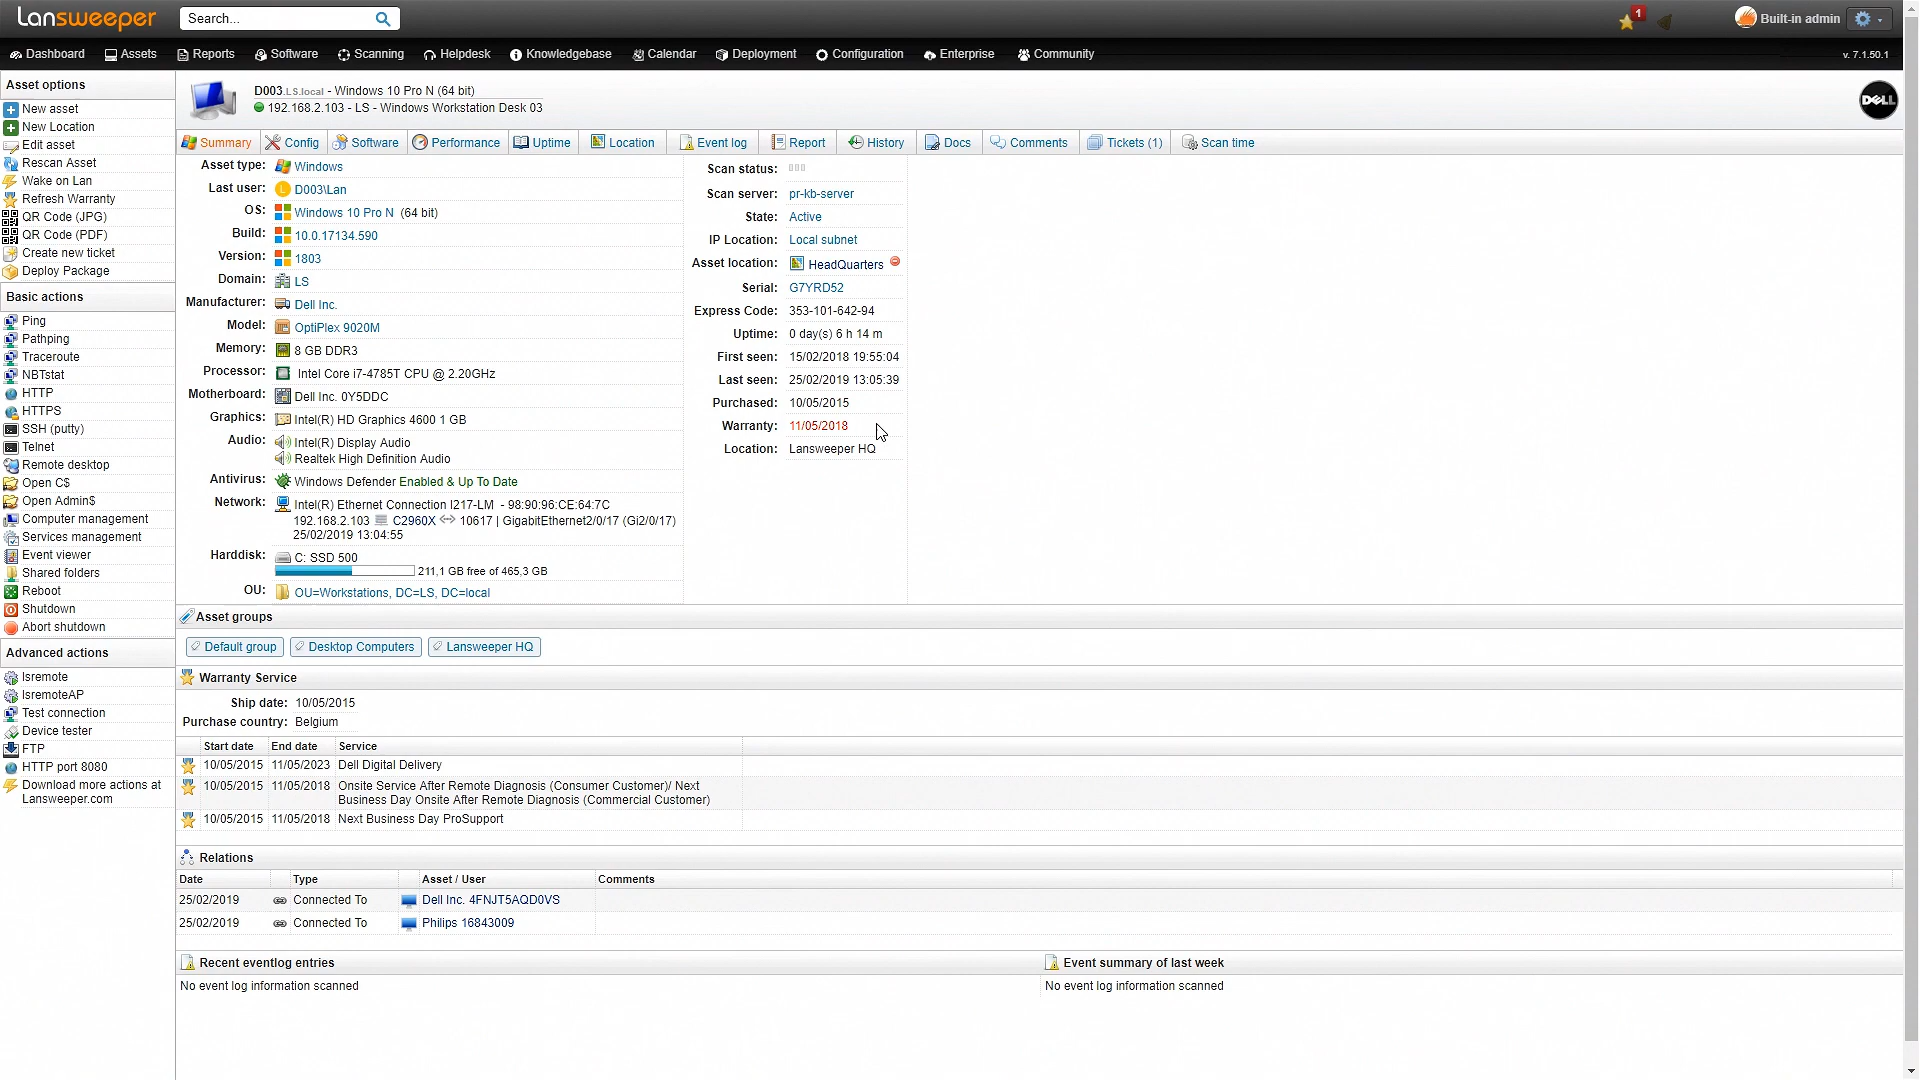 Lansweeper
Search...
1
Built-in admin
Dashboard Assets Reports Software Scanning Helpdesk Knowledgebase Calendar Deployment Configuration Enterprise Community
v. 7.1.50.1
Asset options
New asset
New Location
Edit asset
Rescan Asset
Wake on Lan
Refresh Warranty
QR Code (JPG)
QR Code (PDF)
Create new ticket
Deploy Package
Basic actions
Ping
Pathping
Traceroute
NBTstat
HTTP
HTTPS
SSH (putty)
Telnet
Remote desktop
Open C$
Open Admin$
Computer management
Services management
Event viewer
Shared folders
Reboot
Shutdown
Abort shutdown
Advanced actions
lsremote
lsremoteAP
Test connection
Device tester
FTP
HTTP port 8080
Download more actions at
Lansweeper.com
D003.LS.local - Windows 10 Pro N (64 bit)
192.168.2.103 - LS - Windows Workstation Desk 03
DELL
Summary Config Software Performance Uptime Location Event log Report History Docs Comments Tickets (1) Scan time
Asset type: Windows
Last user: D003\Lan
OS: Windows 10 Pro N (64 bit)
Build: 10.0.17134.590
Version: 1803
Domain: LS
Manufacturer: Dell Inc.
Model: OptiPlex 9020M
Memory: 8 GB DDR3
Processor: Intel Core i7-4785T CPU @ 2.20GHz
Motherboard: Dell Inc. 0Y5DDC
Graphics: Intel(R) HD Graphics 4600 1 GB
Audio: Intel(R) Display Audio
Realtek High Definition Audio
Antivirus: Windows Defender Enabled & Up To Date
Network: Intel(R) Ethernet Connection I217-LM - 98:90:96:CE:64:7C
192.168.2.103 C2960X 10617 | GigabitEthernet2/0/17 (Gi2/0/17)
25/02/2019 13:04:55
Harddisk: C: SSD 500
211,1 GB free of 465,3 GB
OU: OU=Workstations, DC=LS, DC=local
Scan status:
Scan server: pr-kb-server
State: Active
IP Location: Local subnet
Asset location: HeadQuarters
Serial: G7YRD52
Express Code: 353-101-642-94
Uptime: 0 day(s) 6 h 14 m
First seen: 15/02/2018 19:55:04
Last seen: 25/02/2019 13:05:39
Purchased: 10/05/2015
Warranty: 11/05/2018
Location: Lansweeper HQ
Asset groups
Default group Desktop Computers Lansweeper HQ
Warranty Service
Ship date: 10/05/2015
Purchase country: Belgium
Start date End date Service
10/05/2015 11/05/2023 Dell Digital Delivery
10/05/2015 11/05/2018 Onsite Service After Remote Diagnosis (Consumer Customer)/ Next
Business Day Onsite After Remote Diagnosis (Commercial Customer)
10/05/2015 11/05/2018 Next Business Day ProSupport
Relations
Date Type Asset / User Comments
25/02/2019 Connected To Dell Inc. 4FNJT5AQD0VS
25/02/2019 Connected To Philips 16843009
Recent eventlog entries
No event log information scanned
Event summary of last week
No event log information scanned